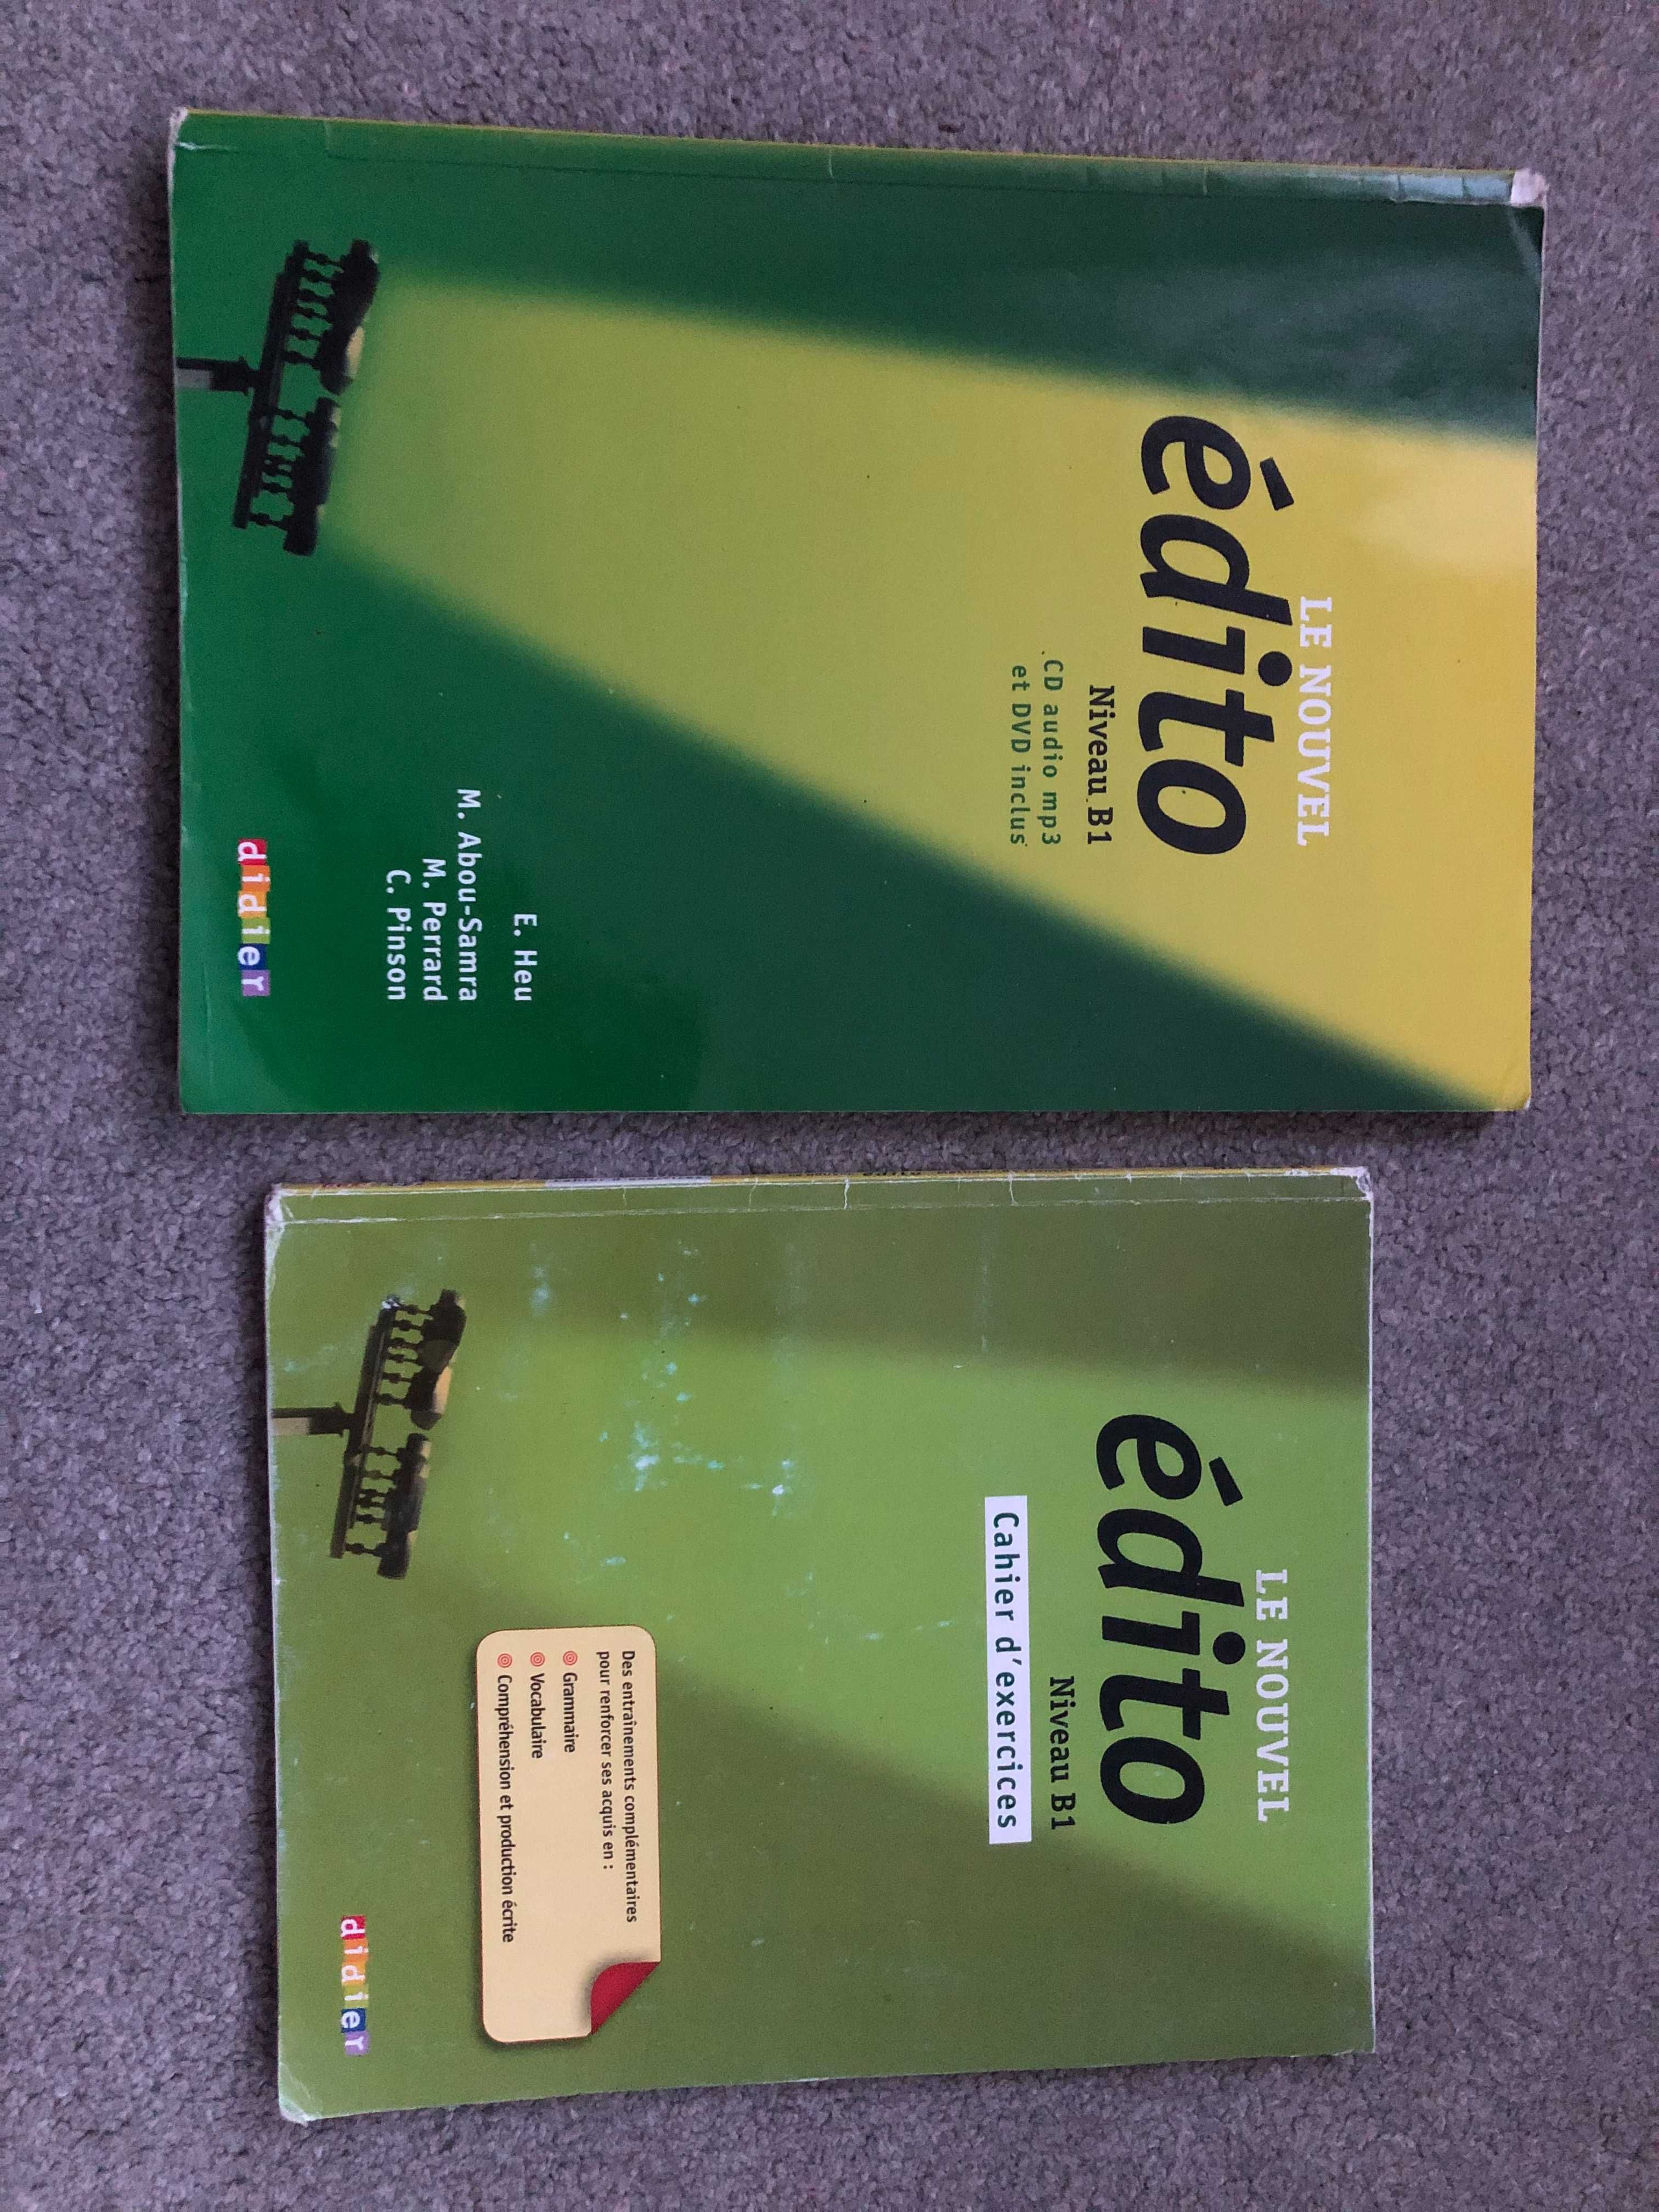 LE NOUVEL
édito
Niveau B1
CD audio mp3
et DVD inclus
E. Heu
M. Abou-Samra
M. Perrard
C. Pinson
didier
LE NOUVEL
édito
Niveau B1
Cahier d'exercices
Des entraînements complémentaires
pour renforcer ses acquis en :
Grammaire
Vocabulaire
Compréhension et production écrite
didier